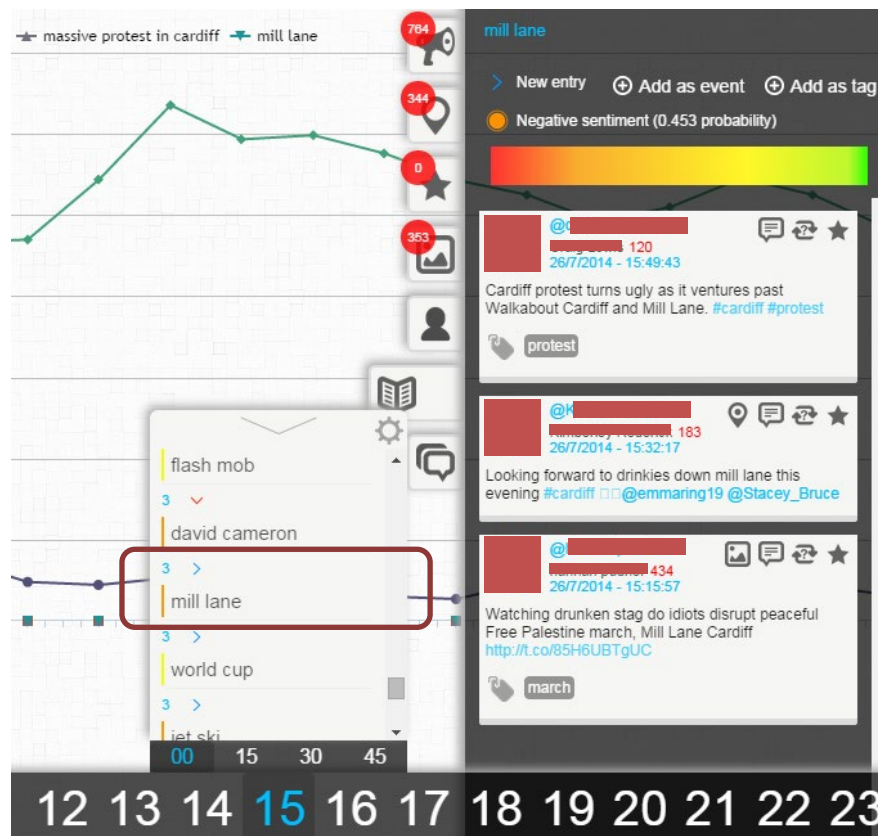 massive protest in cardiff mill lane
764
344
0
353
flash mob
3
david cameron
3
mill lane
3
world cup
3
jet ski
00 15 30 45
mill lane
New entry Add as event Add as tag
Negative sentiment (0.453 probability)
@
120
26/7/2014 - 15:49:43
Cardiff protest turns ugly as it ventures past
Walkabout Cardiff and Mill Lane. #cardiff #protest
protest
@K
183
26/7/2014 - 15:32:17
Looking forward to drinkies down mill lane this
evening #cardiff □□@emmaring19 @Stacey_Bruce
@
434
26/7/2014 - 15:15:57
Watching drunken stag do idiots disrupt peaceful
Free Palestine march, Mill Lane Cardiff
http://t.co/85H6UBTgUC
march
12 13 14 15 16 17 18 19 20 21 22 23